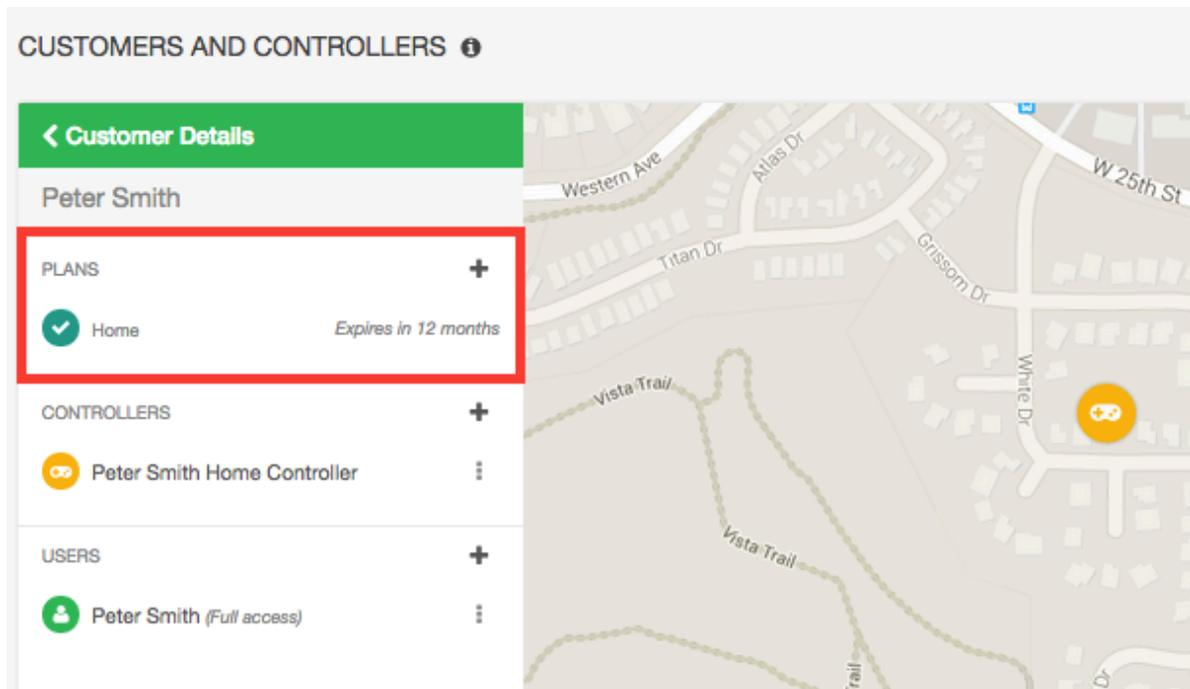 CUSTOMERS AND CONTROLLERS
Customer Details
Peter Smith
PLANS
Home
Expires in 12 months
CONTROLLERS
Peter Smith Home Controller
USERS
Peter Smith (Full access)
Western Ave
Atlas Dr
W 25th St
Titan Dr
Grissom Dr
Vista Trail
White Dr
Vista Trail
rail
Dr